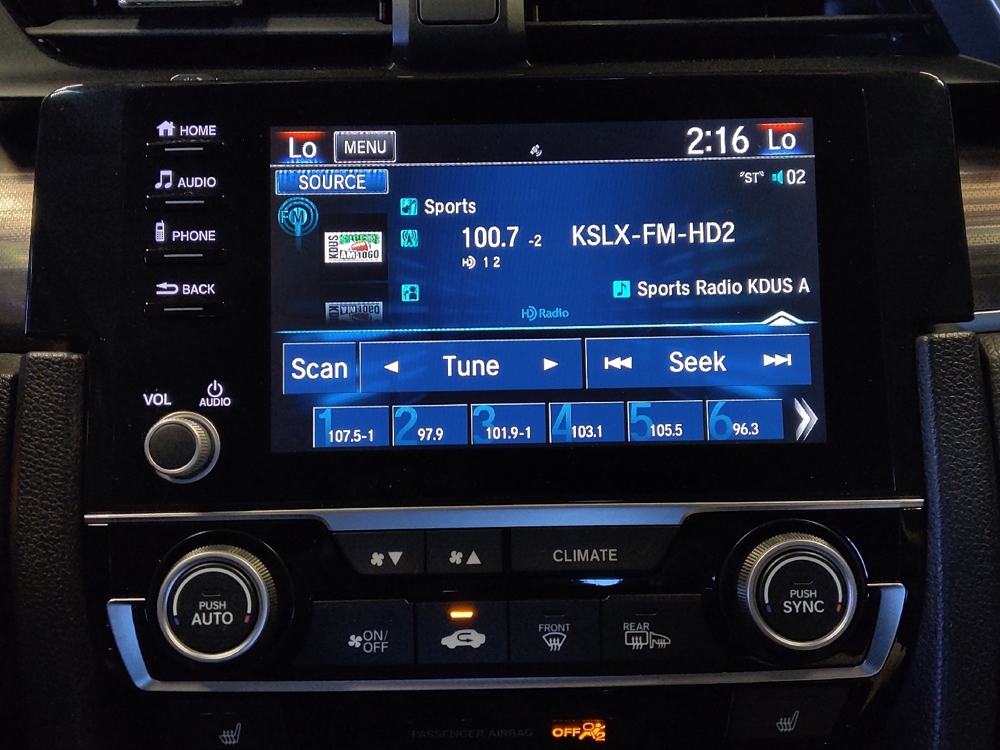 HOME
AUDIO
PHONE
BACK
VOL
AUDIO
Lo MENU 2:16 Lo
SOURCE "ST" 02
FM
Sports
KDUS AM1060
100.7 -2 KSLX-FM-HD2
HD 1 2
Sports Radio KDUS A
HD Radio
Scan Tune Seek
1 107.5-1 2 97.9 3 101.9-1 4 103.1 5 105.5 6 96.3
CLIMATE
PUSH
AUTO
ON/
OFF
FRONT
REAR
PUSH
SYNC
PASSENGER AIRBAG OFF 2